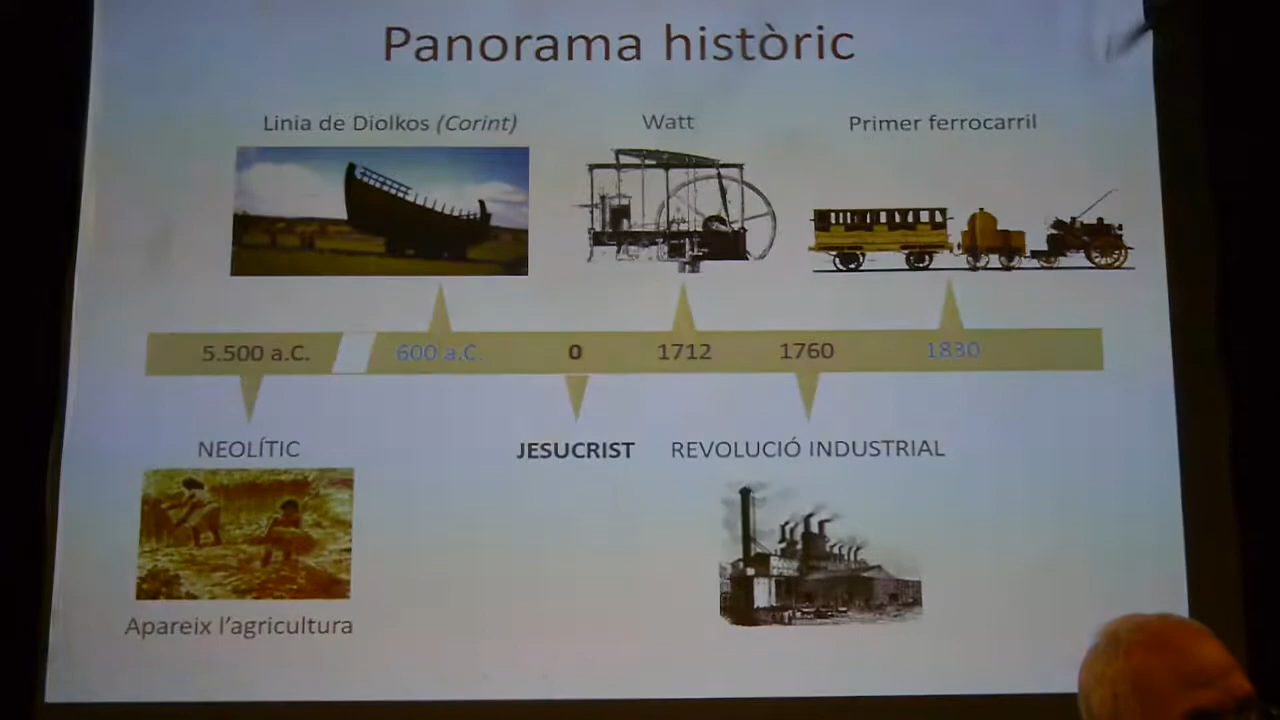 Panorama històric
Linia de Diolkos (Corint)
Watt
Primer ferrocarril
5.500 a.C.
600 a.C.
0
1712
1760
1830
NEOLÍTIC
JESUCRIST
REVOLUCIÓ INDUSTRIAL
Apareix l'agricultura